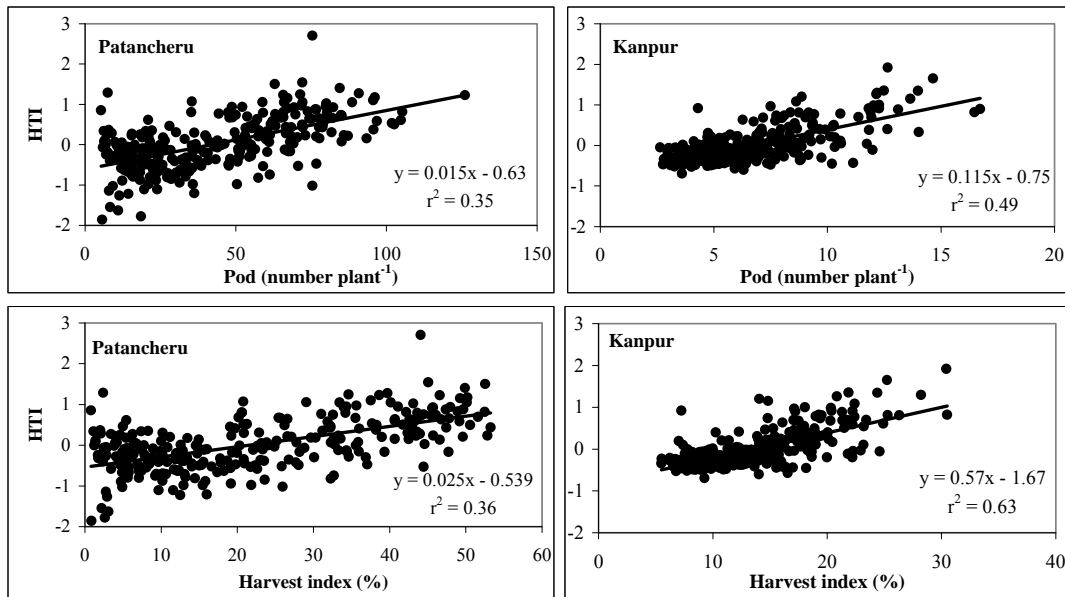 3
2
1
0
-1
-2
HTI
Patancheru
y = 0.015x - 0.63
r² = 0.35
0 50 100 150
Pod (number plant⁻¹)
3
2
1
0
-1
-2
Kanpur
y = 0.115x - 0.75
r² = 0.49
0 5 10 15 20
Pod (number plant⁻¹)
3
2
1
0
-1
-2
HTI
Patancheru
y = 0.025x - 0.539
r² = 0.36
0 10 20 30 40 50 60
Harvest index (%)
3
2
1
0
-1
-2
Kanpur
y = 0.57x - 1.67
r² = 0.63
0 10 20 30 40
Harvest index (%)